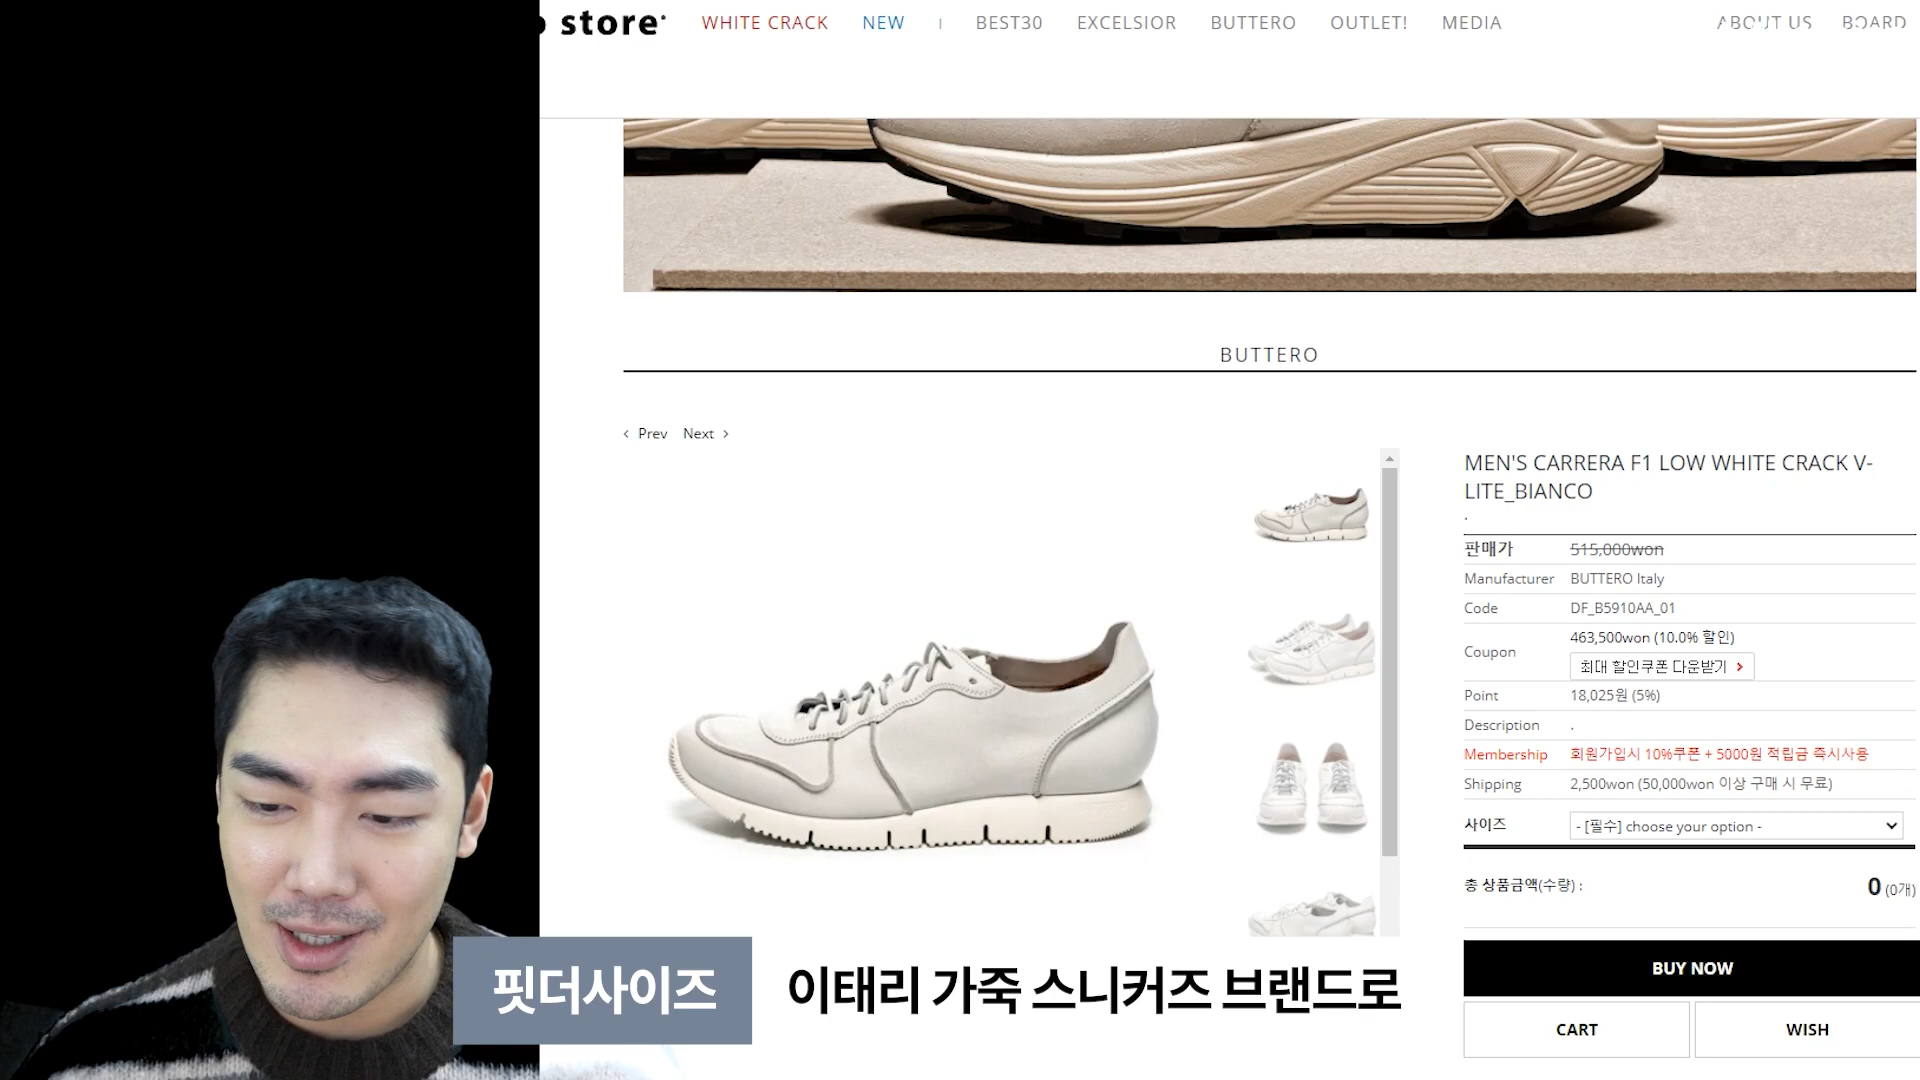 store
WHITE CRACK
NEW
BEST30
EXCELSIOR
BUTTERO
OUTLET!
MEDIA
ABOUT US
BOARD
BUTTERO
‹ Prev Next ›
MEN'S CARRERA F1 LOW WHITE CRACK V-
LITE_BIANCO
.
판매가 515,000won
Manufacturer BUTTERO Italy
Code DF_B5910AA_01
Coupon 463,500won (10.0% 할인)
최대 할인쿠폰 다운받기 >
Point 18,025원 (5%)
Description .
Membership 회원가입시 10%쿠폰 + 5000원 적립금 즉시사용
Shipping 2,500won (50,000won 이상 구매 시 무료)
사이즈 - [필수] choose your option -
총 상품금액(수량) : 0 (0개)
BUY NOW
CART
WISH
핏더사이즈
이태리 가죽 스니커즈 브랜드로